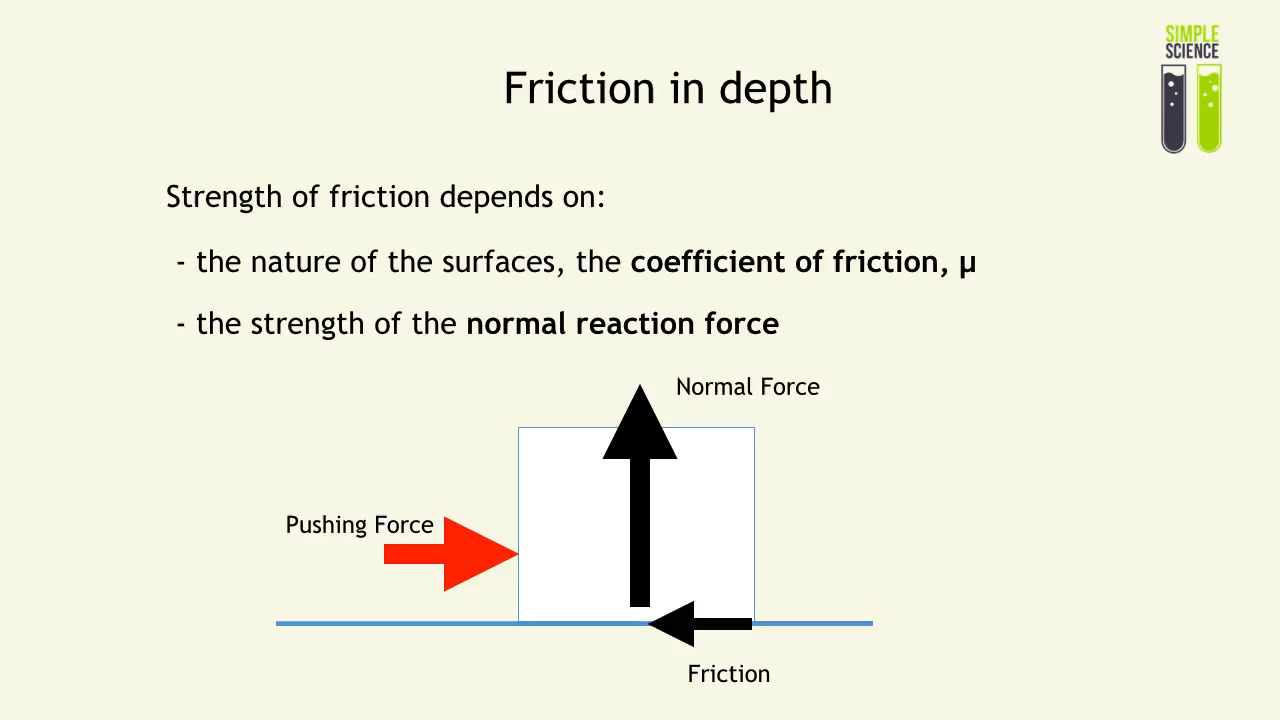 SIMPLE
SCIENCE
Friction in depth
Strength of friction depends on:
- the nature of the surfaces, the coefficient of friction, μ
- the strength of the normal reaction force
Normal Force
Pushing Force
Friction